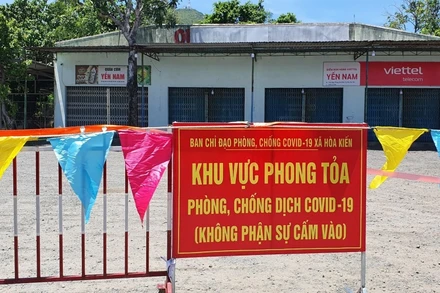 YẾN NAM
YẾN NAM
viettel
BAN CHỈ ĐẠO PHÒNG, CHỐNG COVID-19 XÃ HÒA KIẾN
KHU VỰC PHONG TỎA
PHÒNG, CHỐNG DỊCH COVID -19
(KHÔNG PHẬN SỰ CẤM VÀO)